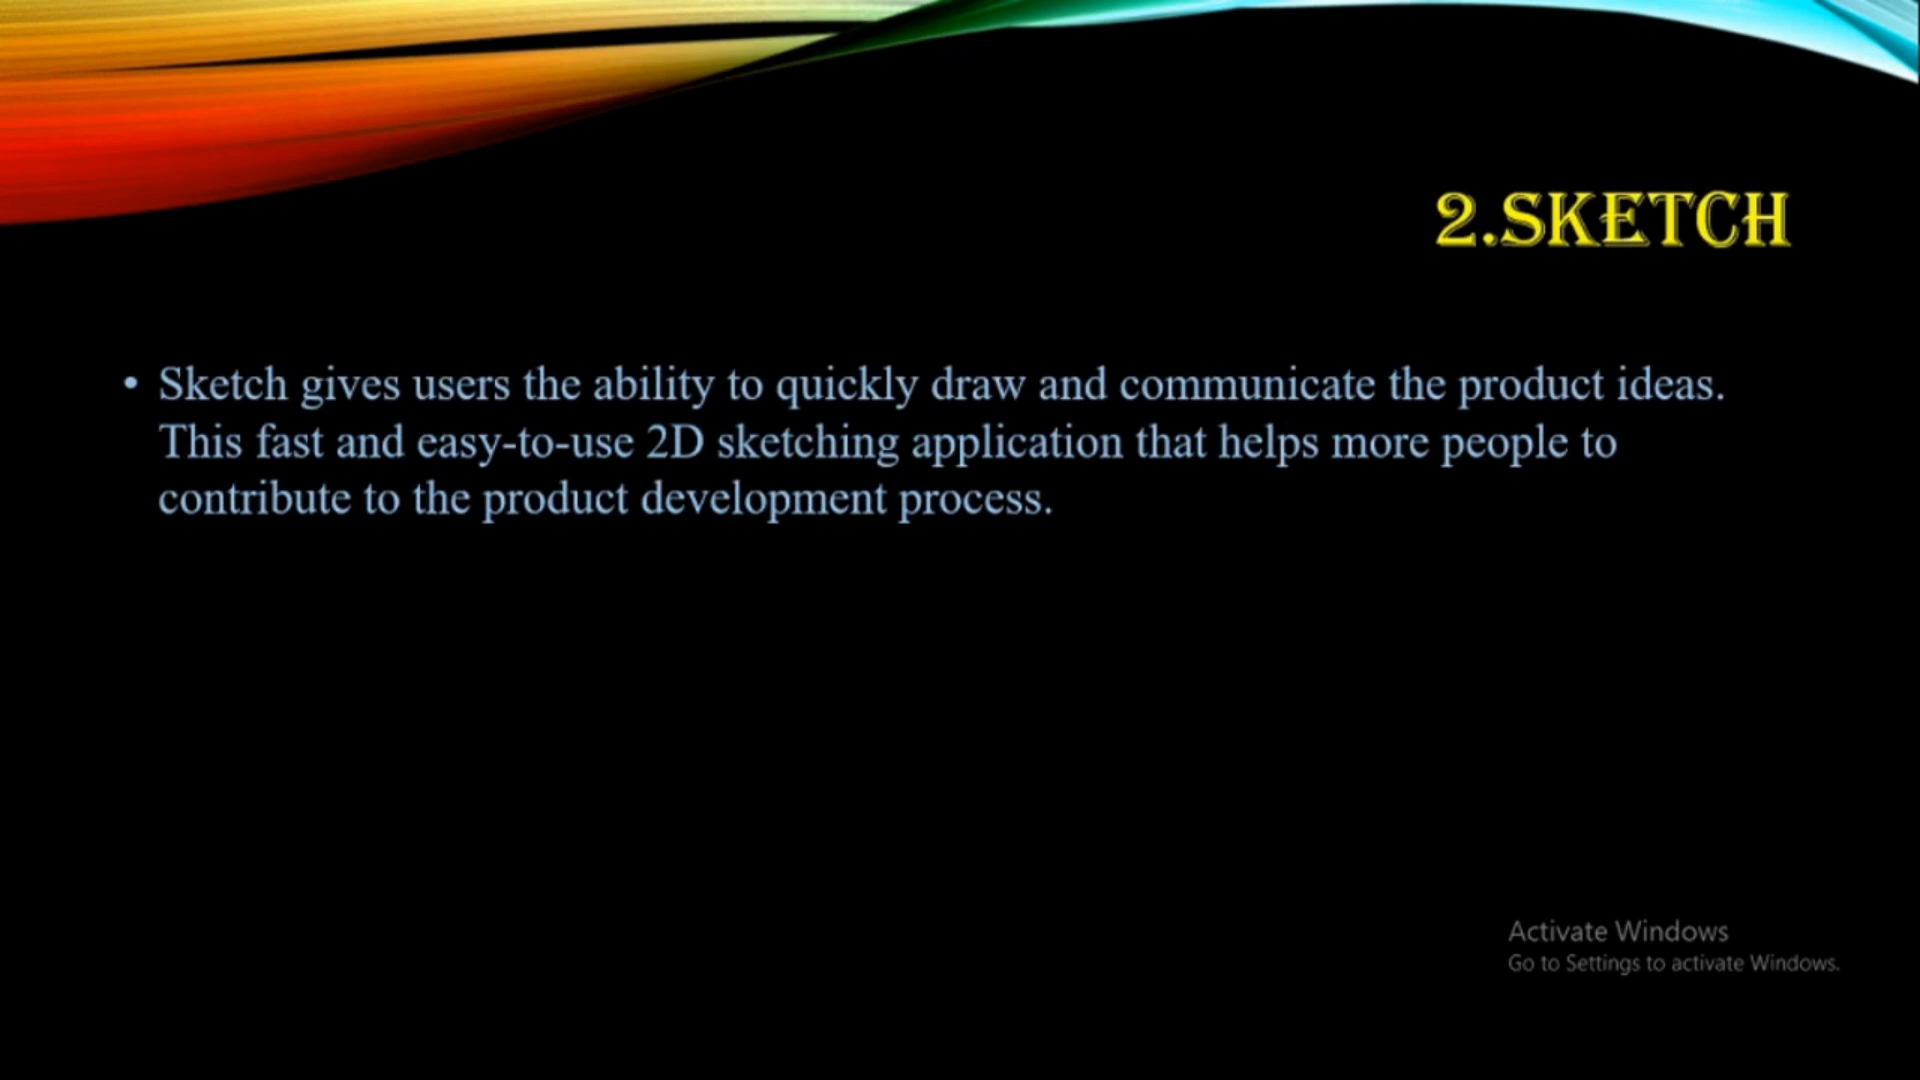 2.SKETCH
• Sketch gives users the ability to quickly draw and communicate the product ideas.
This fast and easy-to-use 2D sketching application that helps more people to
contribute to the product development process.
Activate Windows
Go to Settings to activate Windows.